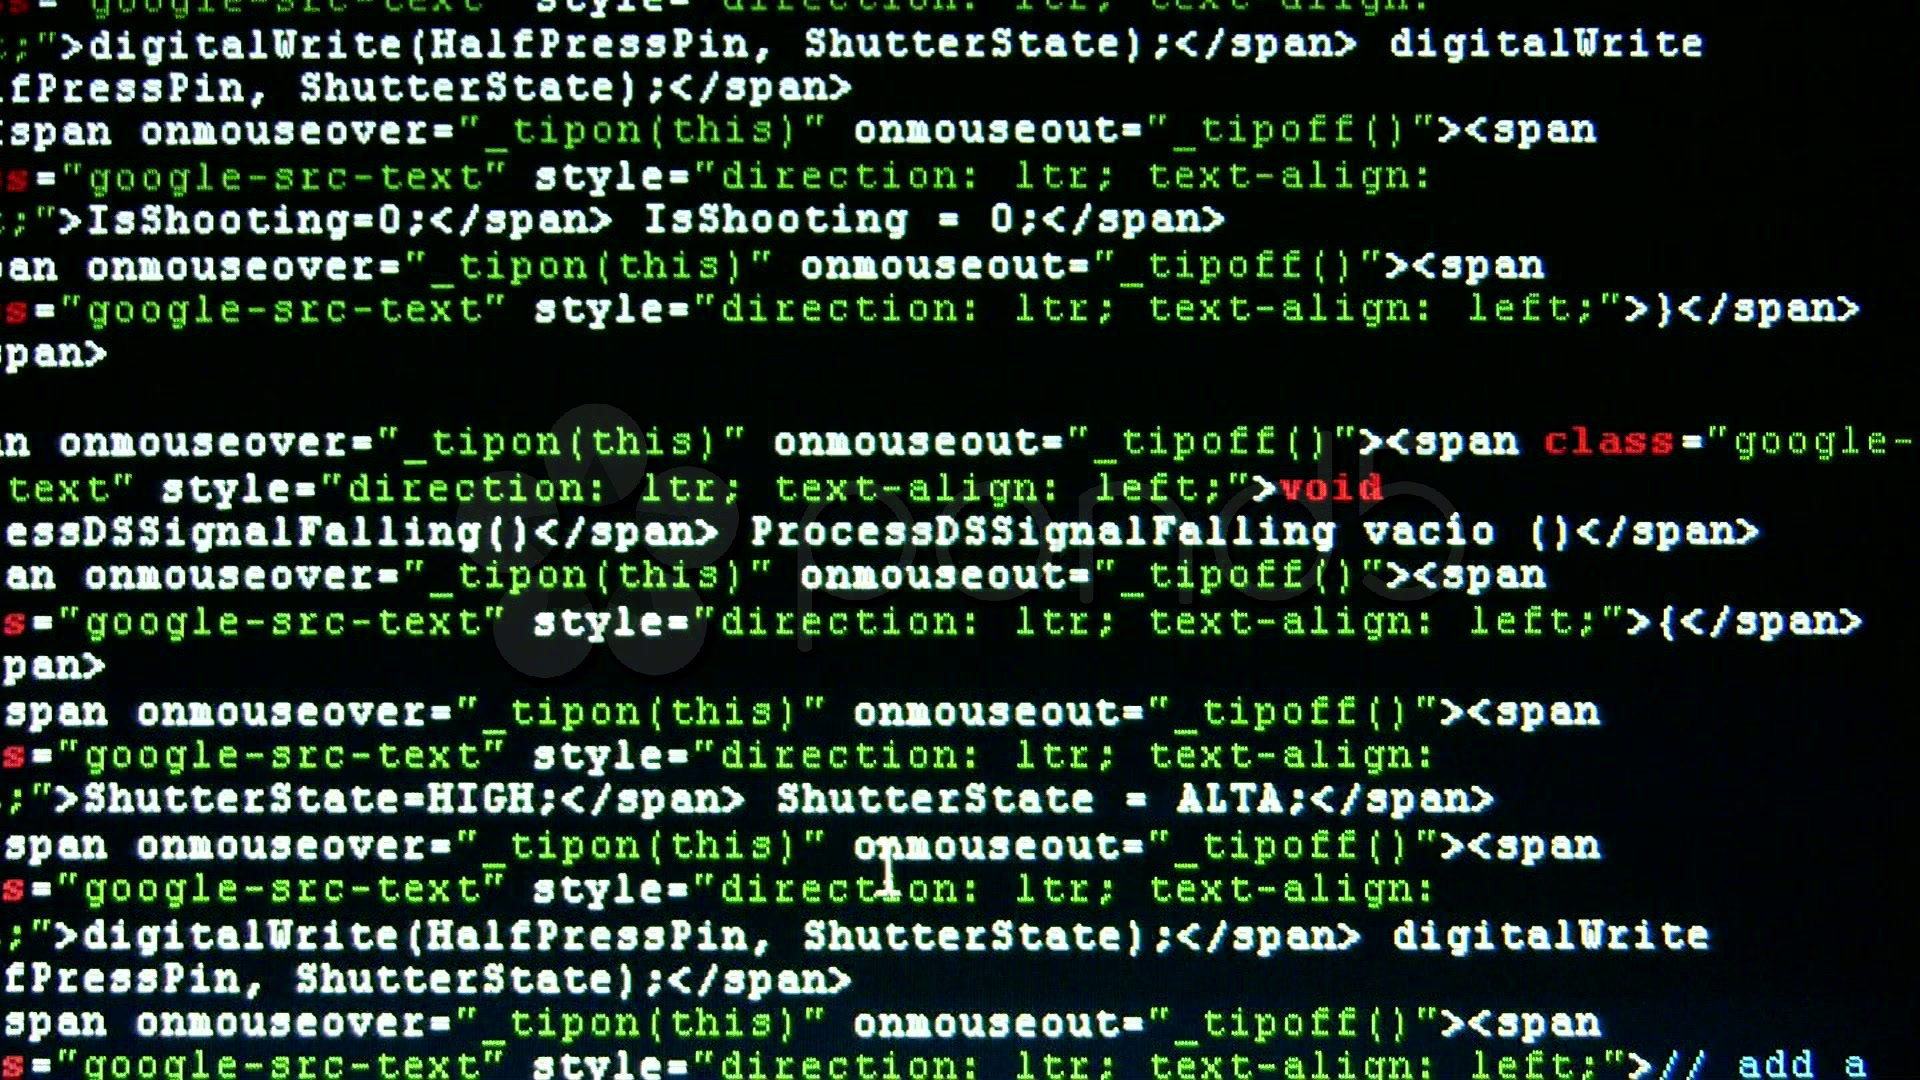 ="google-src-text" style="direction: ltr; text-align:
;">digitalWrite(HalfPressPin, ShutterState);</span> digitalWrite
fPressPin, ShutterState);</span>
span onmouseover="_tipon(this)" onmouseout="_tipoff()"><span
s="google-src-text" style="direction: ltr; text-align:
;">IsShooting=0;</span> IsShooting = 0;</span>
an onmouseover="_tipon(this)" onmouseout="_tipoff()"><span
s="google-src-text" style="direction: ltr; text-align: left;">}</span>
span>
n onmouseover="_tipon(this)" onmouseout="_tipoff()"><span class="google-
text" style="direction: ltr; text-align: left;">void
essDSSignalFalling()</span> ProcessDSSignalFalling vacío ()</span>
an onmouseover="_tipon(this)" onmouseout="_tipoff()"><span
s="google-src-text" style="direction: ltr; text-align: left;">{</span>
pan>
span onmouseover="_tipon(this)" onmouseout="_tipoff()"><span
s="google-src-text" style="direction: ltr; text-align:
;">ShutterState=HIGH;</span> ShutterState = ALTA;</span>
span onmouseover="_tipon(this)" onmouseout="_tipoff()"><span
s="google-src-text" style="direction: ltr; text-align:
;">digitalWrite(HalfPressPin, ShutterState);</span> digitalWrite
fPressPin, ShutterState);</span>
span onmouseover="_tipon(this)" onmouseout="_tipoff()"><span
s="google-src-text" style="direction: ltr; text-align: left;">// add a
pond5